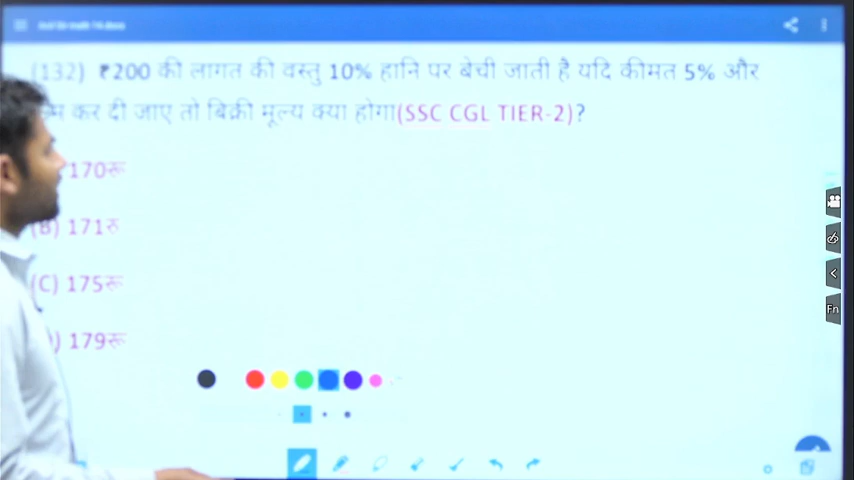 (132) ₹200 की लागत की वस्तु 10% हानि पर बेची जाती है यदि कीमत 5% और
कर दी जाए तो बिक्री मूल्य क्या होगा(SSC CGL TIER-2)?
170रू
(B) 171रु
(C) 175रू
) 179रू
Fn